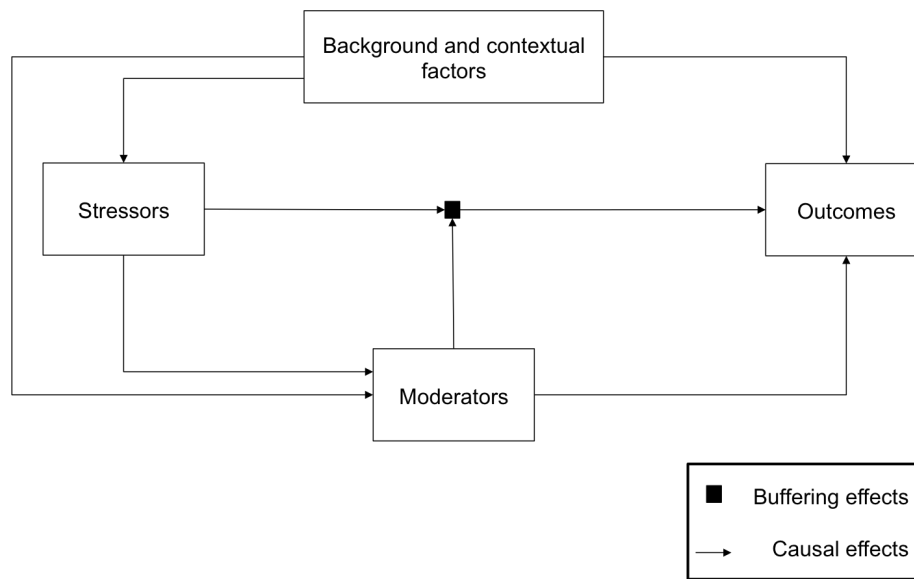 Background and contextual
factors
Stressors
Outcomes
Moderators
Buffering effects
Causal effects